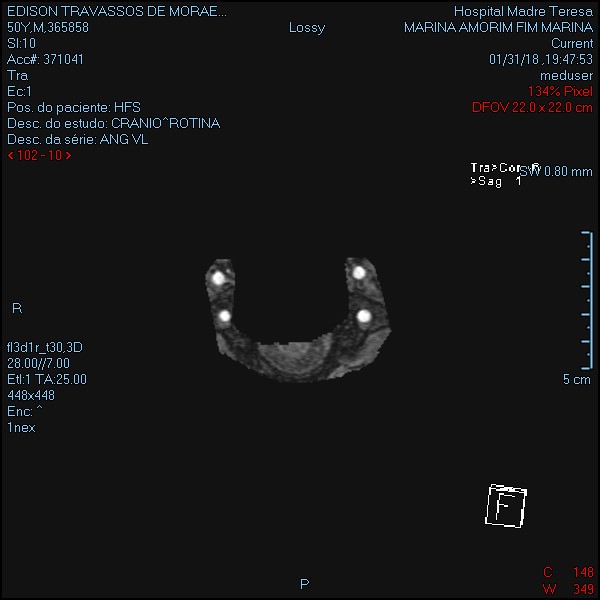 EDISON TRAVASSOS DE MORAE...
50Y,M,365858
Sl:10
Acc#: 371041
Tra
Ec:1
Pos. do paciente: HFS
Desc. do estudo: CRANIO^ROTINA
Desc. da série: ANG VL
< 102 - 10 >
Lossy
Hospital Madre Teresa
MARINA AMORIM FIM MARINA
Current
01/31/18 ,19:47:53
meduser
134% Pixel
DFOV 22.0 x 22.0 cm
Tra>Cor
SW 0.80 mm
>Sag 1
R
fl3d1r_t30,3D
28.00//7.00
Etl:1 TA:25.00
448x448
Enc: ^
1nex
5 cm
F
P
C 148
W 349